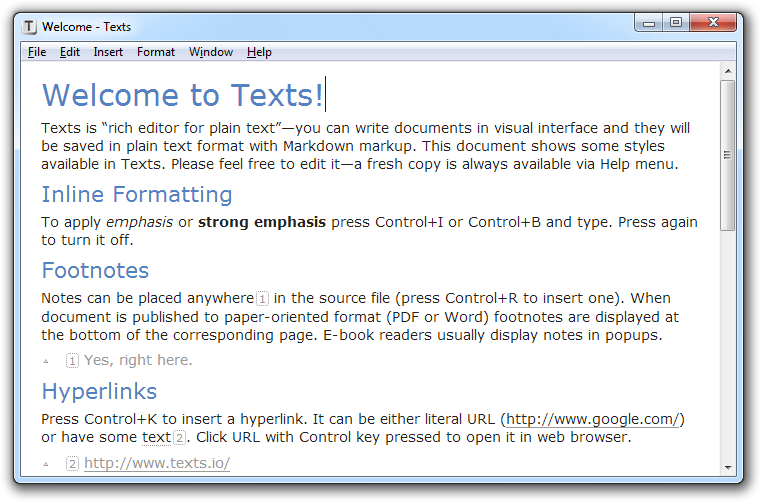 Welcome - Texts
File Edit Insert Format Window Help
Welcome to Texts!
Texts is “rich editor for plain text”—you can write documents in visual interface and they will
be saved in plain text format with Markdown markup. This document shows some styles
available in Texts. Please feel free to edit it—a fresh copy is always available via Help menu.
Inline Formatting
To apply emphasis or strong emphasis press Control+I or Control+B and type. Press again
to turn it off.
Footnotes
Notes can be placed anywhere 1 in the source file (press Control+R to insert one). When
document is published to paper-oriented format (PDF or Word) footnotes are displayed at
the bottom of the corresponding page. E-book readers usually display notes in popups.
1 Yes, right here.
Hyperlinks
Press Control+K to insert a hyperlink. It can be either literal URL (http://www.google.com/)
or have some text 2. Click URL with Control key pressed to open it in web browser.
2 http://www.texts.io/